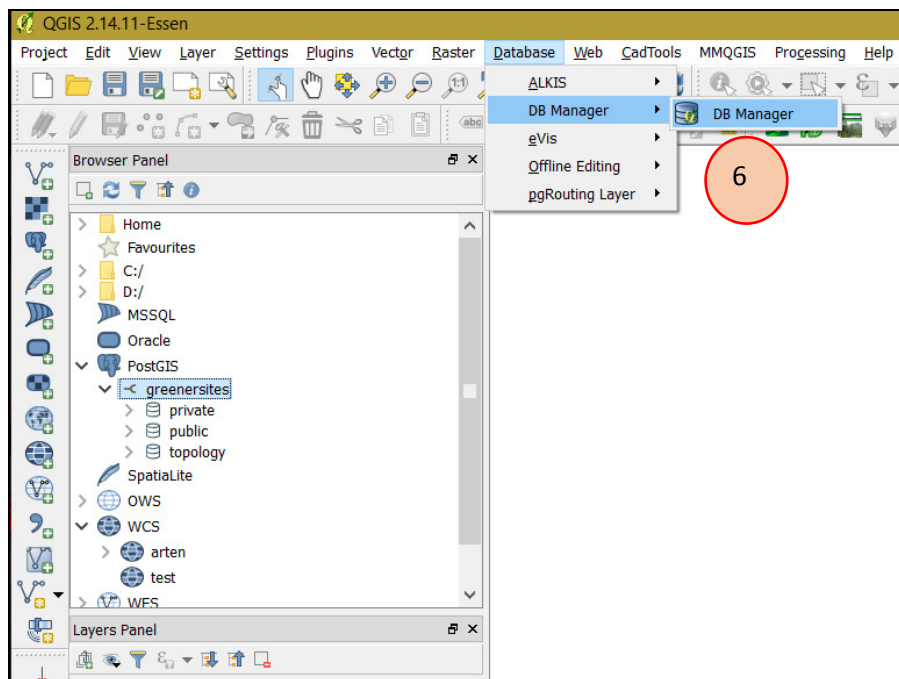 QGIS 2.14.11-Essen
Project Edit View Layer Settings Plugins Vector Raster Database Web CadTools MMQGIS Processing Help
ALKIS
DB Manager
DB Manager
eVis
Offline Editing
pgRouting Layer
6
abc
Browser Panel
Home
Favourites
C:/
D:/
MSSQL
Oracle
PostGIS
greenersites
private
public
topology
SpatiaLite
OWS
WCS
arten
test
WFS
Layers Panel